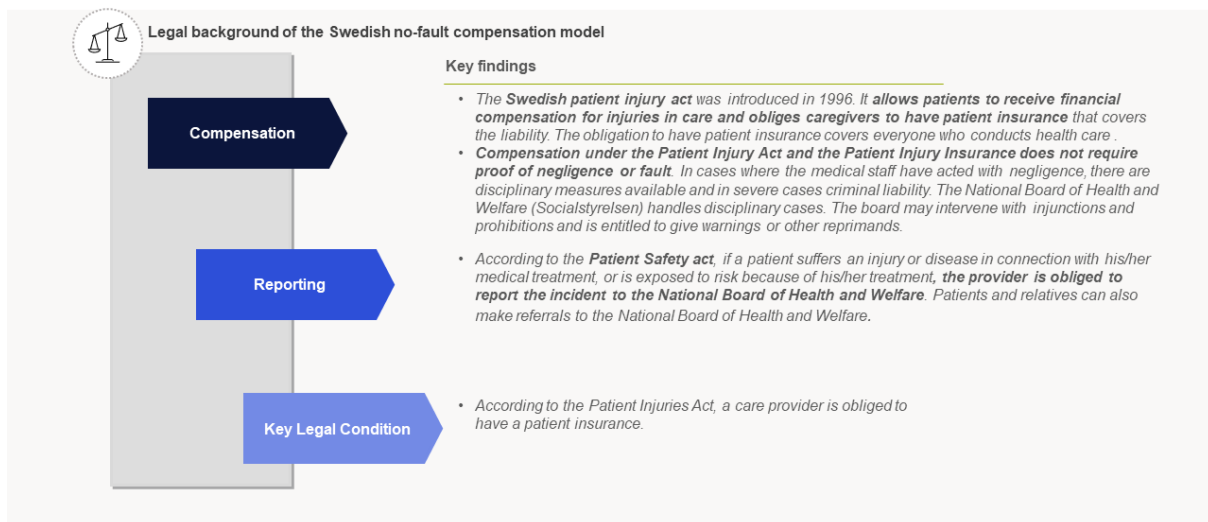 Legal background of the Swedish no-fault compensation model
Key findings
Compensation
• The Swedish patient injury act was introduced in 1996. It allows patients to receive financial
compensation for injuries in care and obliges caregivers to have patient insurance that covers
the liability. The obligation to have patient insurance covers everyone who conducts health care .
• Compensation under the Patient Injury Act and the Patient Injury Insurance does not require
proof of negligence or fault. In cases where the medical staff have acted with negligence, there are
disciplinary measures available and in severe cases criminal liability. The National Board of Health and
Welfare (Socialstyrelsen) handles disciplinary cases. The board may intervene with injunctions and
prohibitions and is entitled to give warnings or other reprimands.
Reporting
• According to the Patient Safety act, if a patient suffers an injury or disease in connection with his/her
medical treatment, or is exposed to risk because of his/her treatment, the provider is obliged to
report the incident to the National Board of Health and Welfare. Patients and relatives can also
make referrals to the National Board of Health and Welfare.
Key Legal Condition
• According to the Patient Injuries Act, a care provider is obliged to
have a patient insurance.